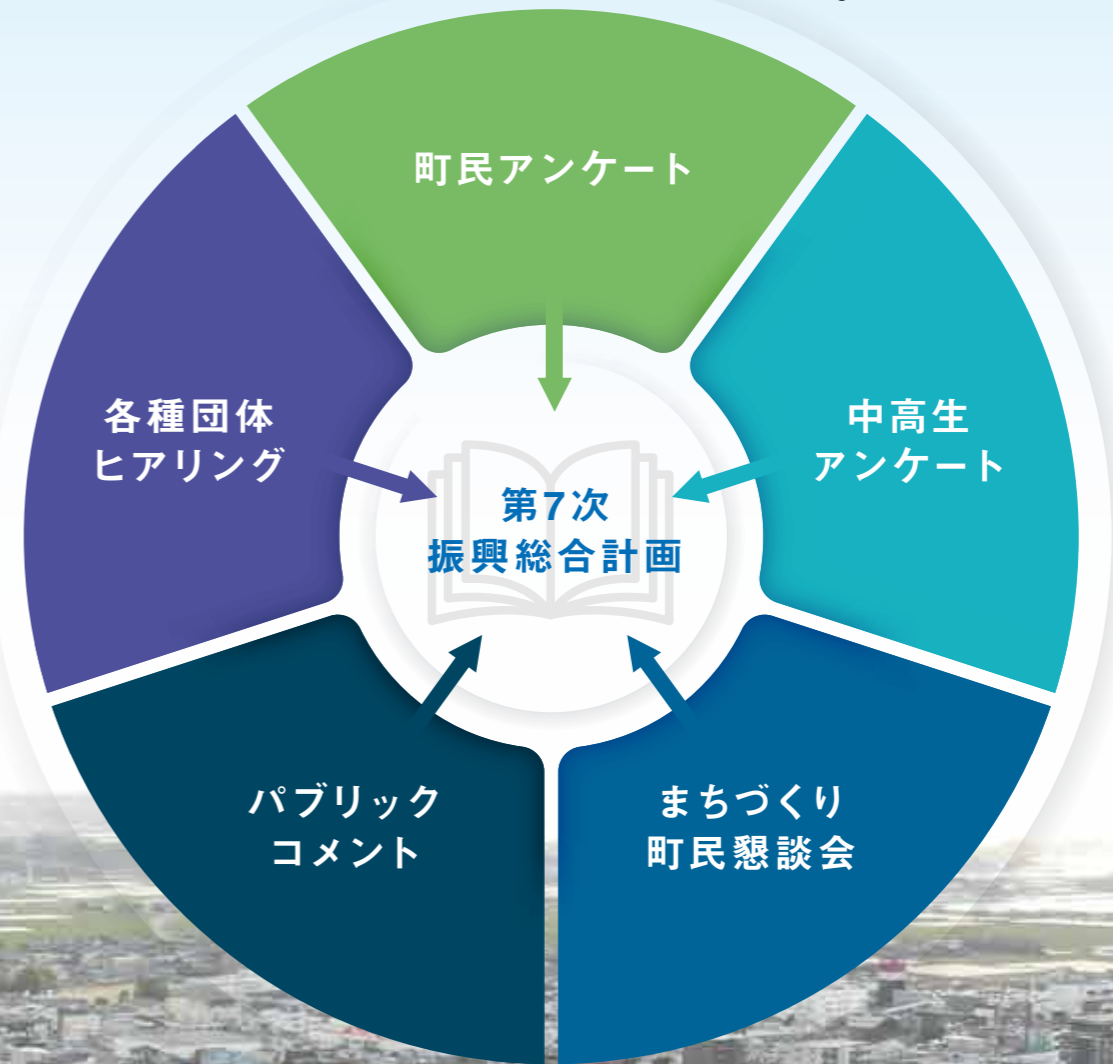 町民アンケート
中高生
アンケート
まちづくり
町民懇談会
パブリック
コメント
各種団体
ヒアリング
第7次
振興総合計画